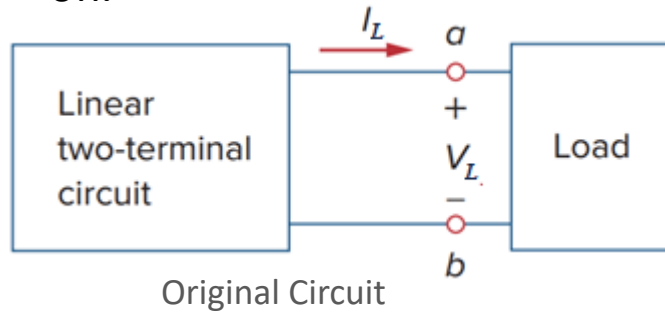 I_L
a
Linear
two-terminal
circuit
+
V_L
−
Load
b
Original Circuit